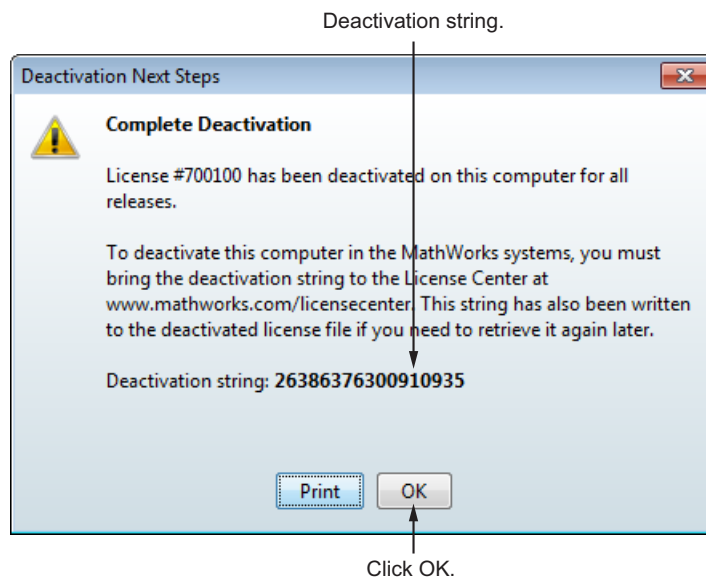 Deactivation string.
Deactivation Next Steps
Complete Deactivation
License #700100 has been deactivated on this computer for all
releases.
To deactivate this computer in the MathWorks systems, you must
bring the deactivation string to the License Center at
www.mathworks.com/licensecenter. This string has also been written
to the deactivated license file if you need to retrieve it again later.
Deactivation string: 26386376300910935
Print OK
Click OK.